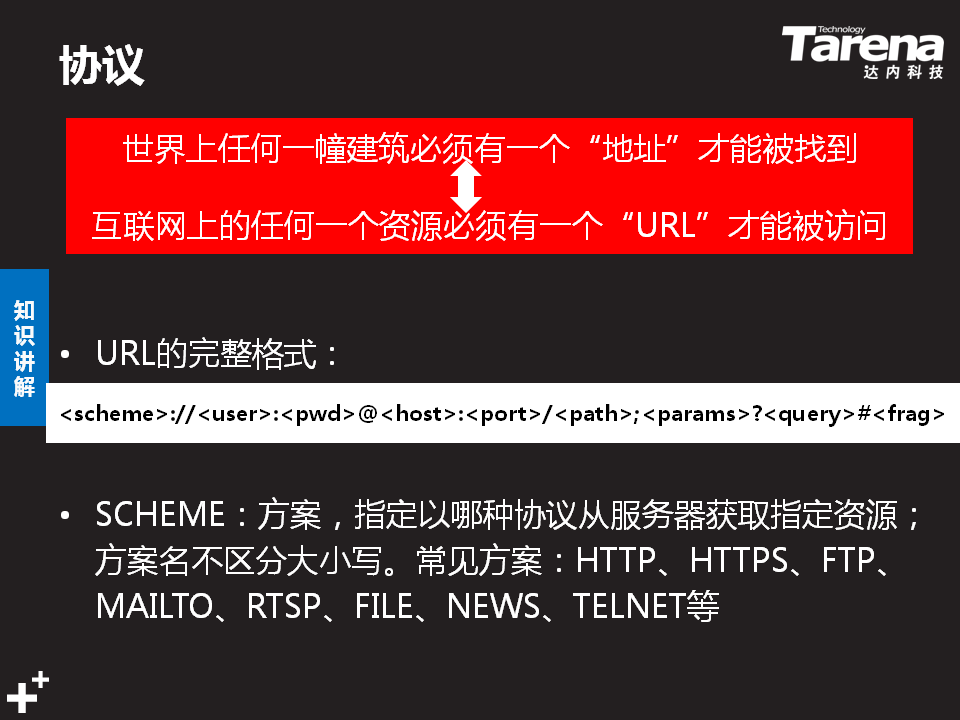 协议
Technology
Tarena
达内科技
世界上任何一幢建筑必须有一个“地址”才能被找到
互联网上的任何一个资源必须有一个“URL”才能被访问
知识讲解
• URL的完整格式：
<scheme>://<user>:<pwd>@<host>:<port>/<path>;<params>?<query>#<frag>
• SCHEME：方案，指定以哪种协议从服务器获取指定资源；
方案名不区分大小写。常见方案：HTTP、HTTPS、FTP、
MAILTO、RTSP、FILE、NEWS、TELNET等